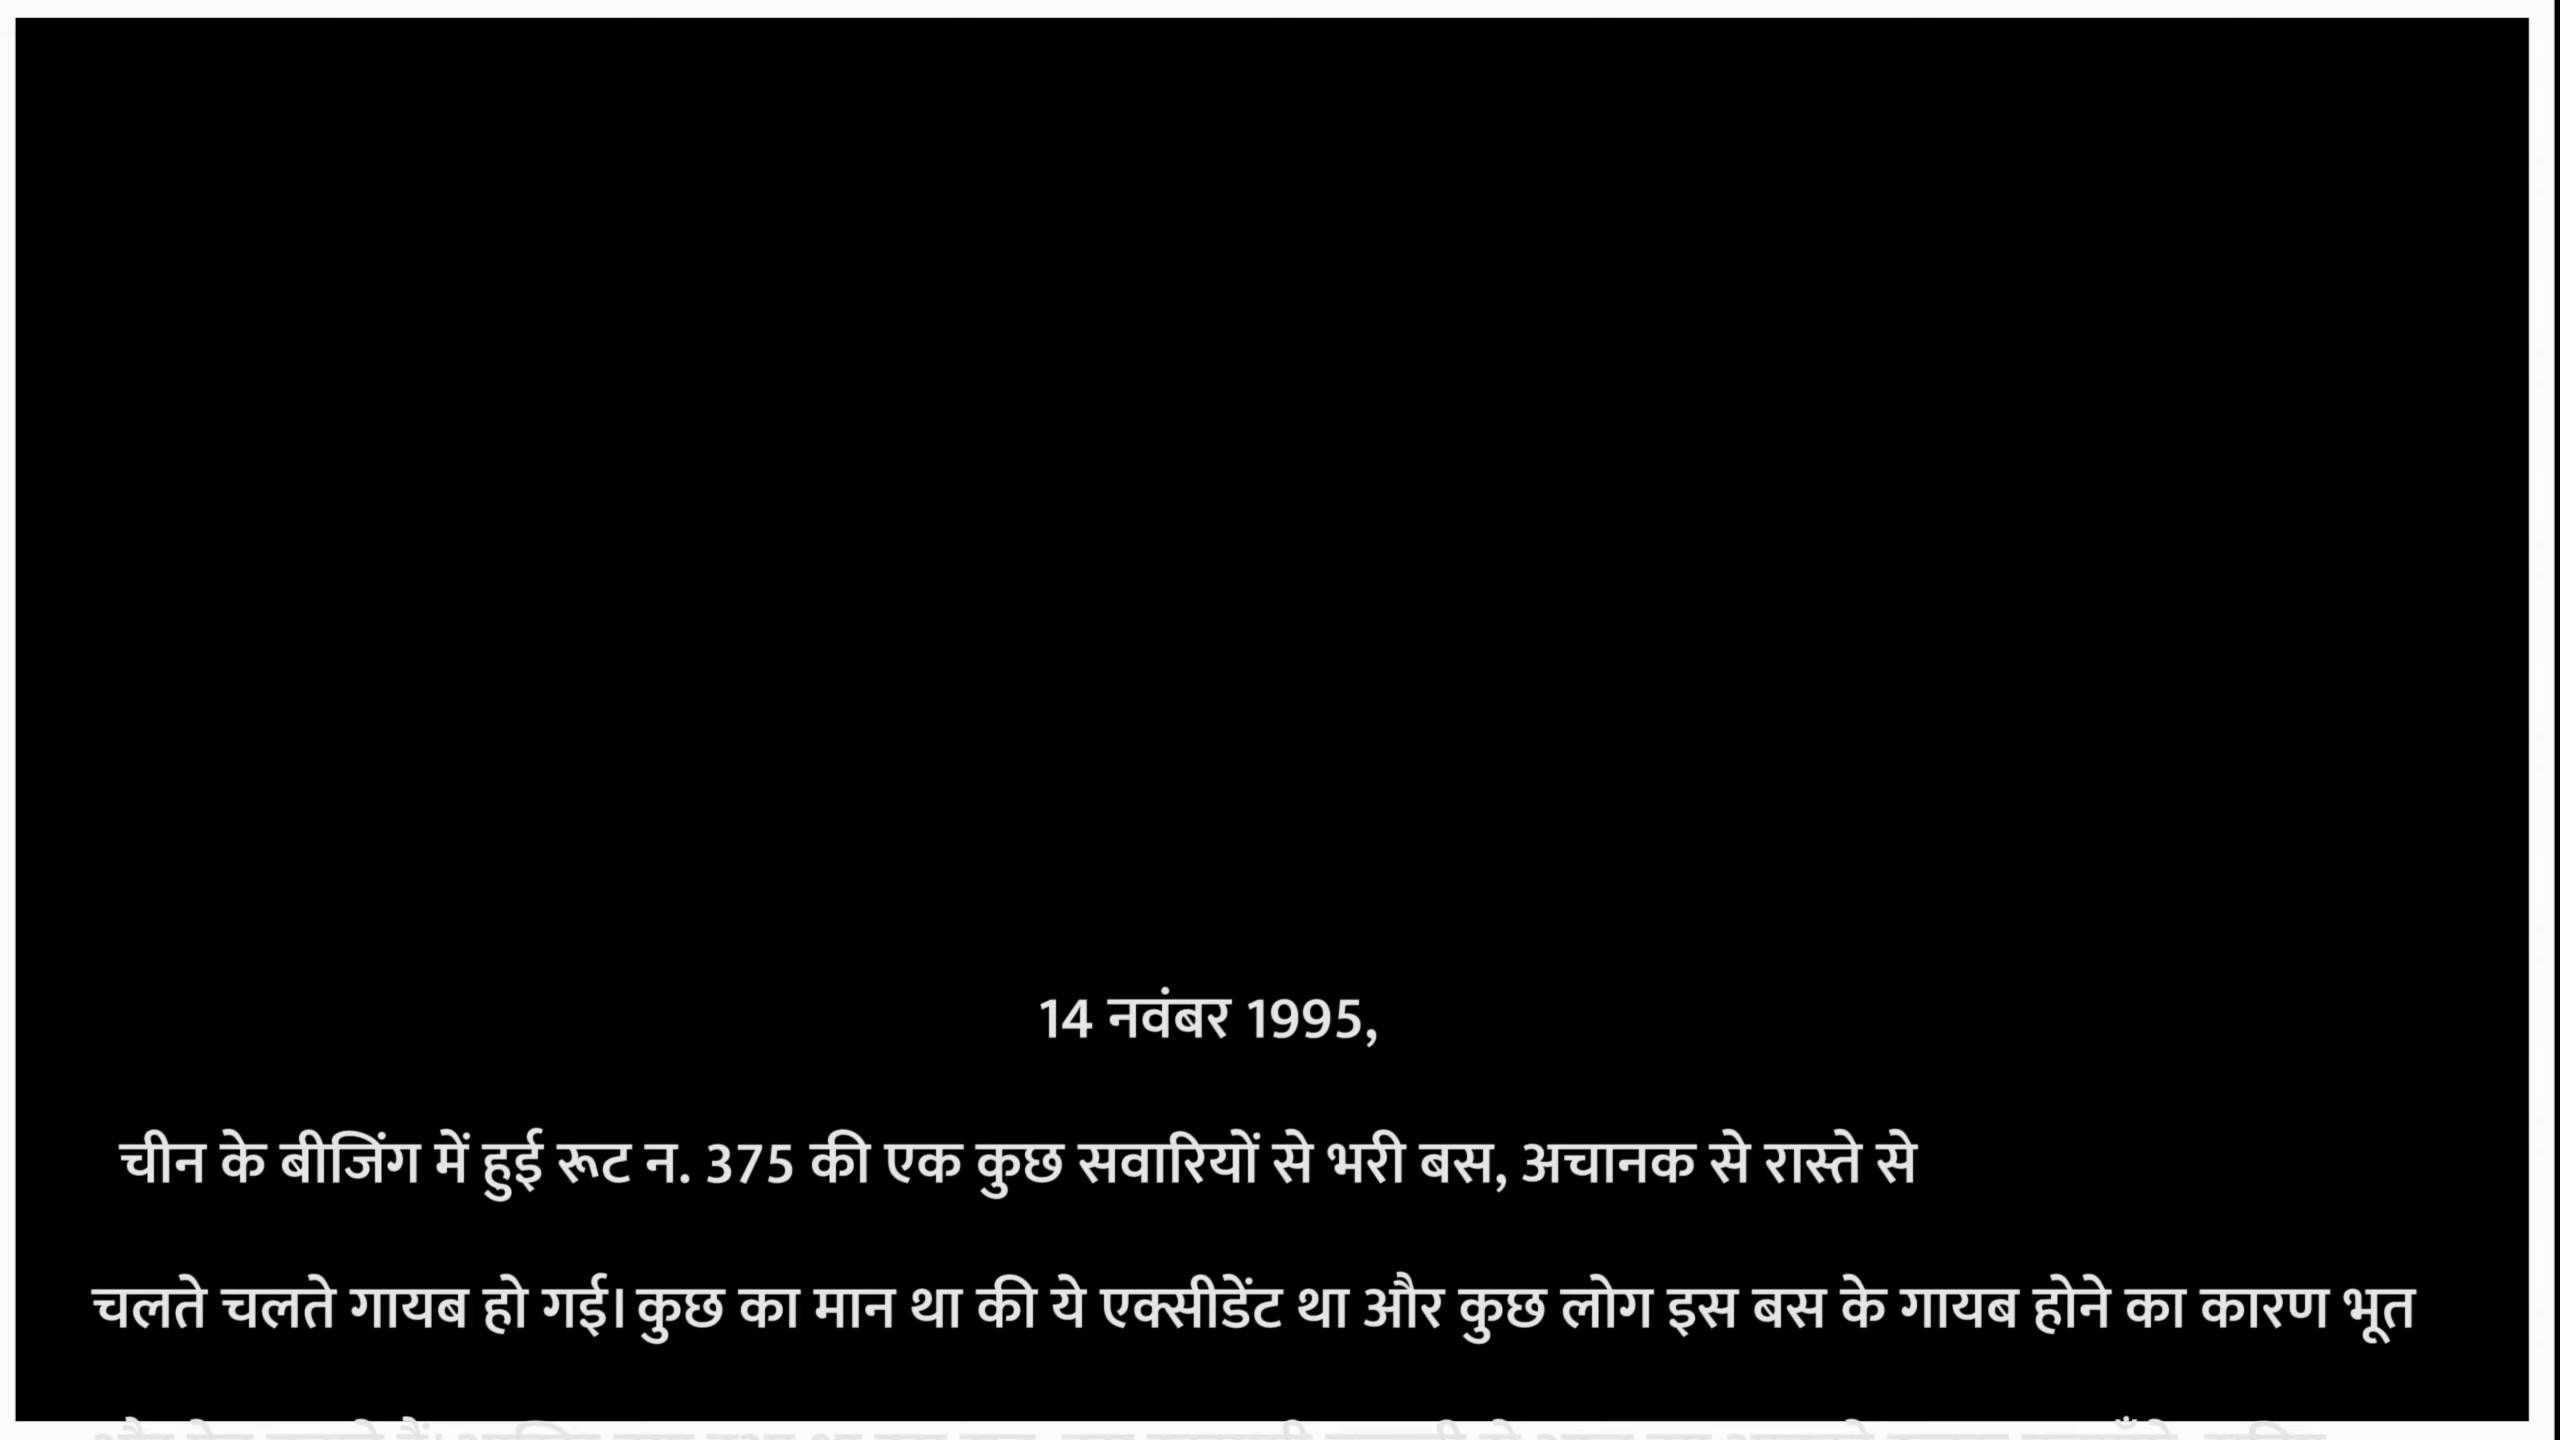 14 नवंबर 1995,
चीन के बीजिंग में हुई रूट न. 375 की एक कुछ सवारियों से भरी बस, अचानक से रास्ते से
चलते चलते गायब हो गई। कुछ का मान था की ये एक्सीडेंट था और कुछ लोग इस बस के गायब होने का कारण भूत